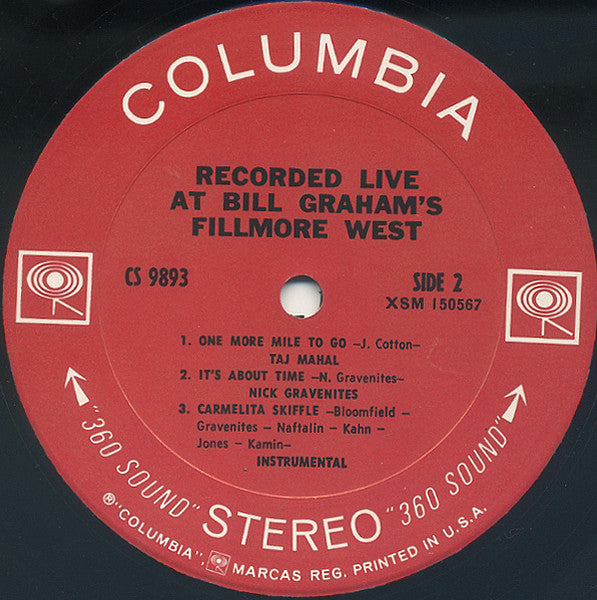 COLUMBIA
RECORDED LIVE
AT BILL GRAHAM'S
FILLMORE WEST
CS 9893
SIDE 2
XSM 150567
1. ONE MORE MILE TO GO –J. Cotton–
TAJ MAHAL
2. IT'S ABOUT TIME –N. Gravenites–
NICK GRAVENITES
3. CARMELITA SKIFFLE –Bloomfield –
Gravenites – Naftalin – Kahn –
Jones – Kamin–
INSTRUMENTAL
"360 SOUND" STEREO "360 SOUND"
® "COLUMBIA", MARCAS REG. PRINTED IN U.S.A.